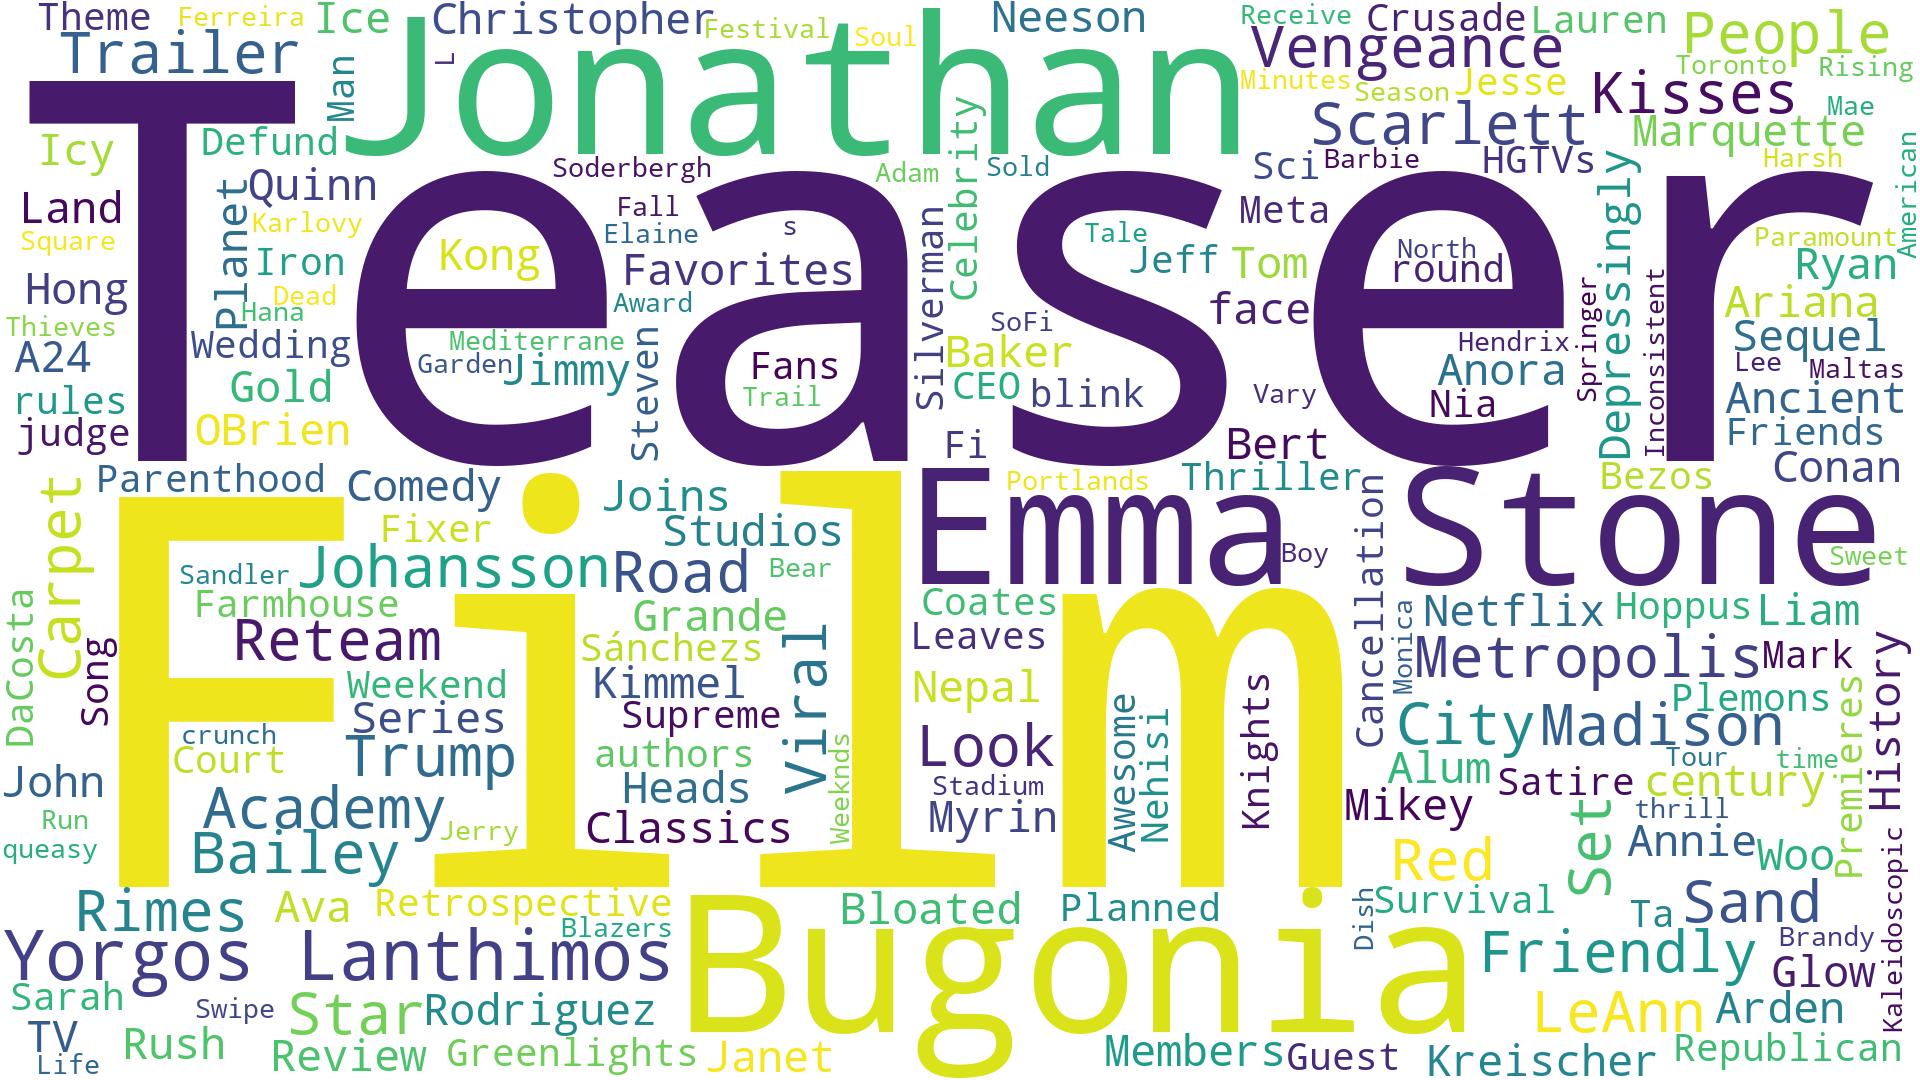 Theme
Ferreira
Ice
Christopher
Neeson
Receive
Crusade
Lauren
People
Trailer
Man
L
Jonathan
Festival
Soul
Vengeance
Toronto
Rising
Minutes
Season
Jesse
Kisses
Mae
Teaser
Icy
Defund
Scarlett
Marquette
American
Soderbergh
Adam
Celebrity
Sold
Sci
Barbie
HGTVs
Harsh
Land
Planet
Quinn
Karlovy
Fall
Elaine
s
Silverman
Tale
Meta
North
round
Depressingly
Paramount
Square
Iron
Kong
Favorites
Jeff
Tom
Ryan
Hong
Dead
Hana
Award
face
Springer
Inconsistent
Ariana
Thieves
A24
Wedding
Mediterrane
Garden
Jimmy
Steven
Fans
Trail
SoFi
Baker
CEO
blink
Vary
Hendrix
Anora
Nia
Sequel
Lee
Maltas
rules
judge
Gold
OBrien
Fi
Bert
Ancient
Friends
Conan
Parenthood
Comedy
Joins
Portlands
Thriller
Bezos
Carpet
Film
Fixer
Studios
Emma Stone
Boy
Cancellation
Sweet
Sandler
Johansson
Road
Bear
DaCosta
Song
Farmhouse
Grande
Coates
Monica
Netflix
Hoppus
Liam
Reteam
Sánchezs
Viral
Leaves
Metropolis
Mark
History
Weekend
Kimmel
Nepal
Awesome
Nehisi
Knights
Plemons
Premieres
Series
Supreme
City
Madison
crunch
Court
Trump
authors
Weeknds
Look
Tour
time
John
Heads
Stadium
Alum
Satire
century
Run
queasy
Academy
Jerry
Classics
Myrin
Mikey
thrill
Bailey
Red
Set
Annie
Woo
Kaleidoscopic
Rimes
Ava
Retrospective
Blazers
Bloated
Planned
Dish
Survival
Ta
Sand
Yorgos Lanthimos
Bugonia
Friendly
Brandy
Glow
Sarah
Swipe
Star
Rodriguez
LeAnn
Arden
TV
Life
Rush
Review
Greenlights
Janet
Members
Guest
Kreischer
Republican